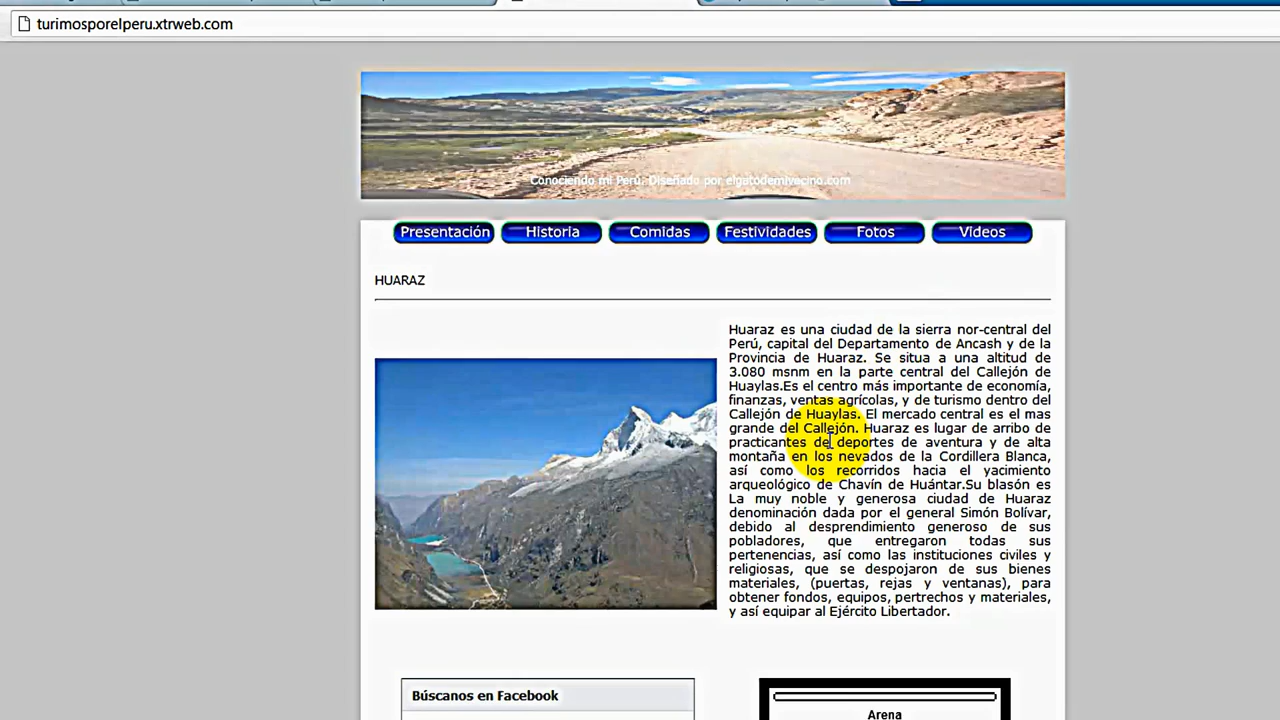 turimosporelperu.xtrweb.com
Conociendo mi Perú. Diseñado por elgatodemivecino.com
Presentación Historia Comidas Festividades Fotos Videos
HUARAZ
Huaraz es una ciudad de la sierra nor-central del
Perú, capital del Departamento de Ancash y de la
Provincia de Huaraz. Se situa a una altitud de
3.080 msnm en la parte central del Callejón de
Huaylas.Es el centro más importante de economía,
finanzas, ventas agrícolas, y de turismo dentro del
Callejón de Huaylas. El mercado central es el mas
grande del Callejón. Huaraz es lugar de arribo de
practicantes de deportes de aventura y de alta
montaña en los nevados de la Cordillera Blanca,
así como los recorridos hacia el yacimiento
arqueológico de Chavín de Huántar.Su blasón es
La muy noble y generosa ciudad de Huaraz
denominación dada por el general Simón Bolívar,
debido al desprendimiento generoso de sus
pobladores, que entregaron todas sus
pertenencias, así como las instituciones civiles y
religiosas, que se despojaron de sus bienes
materiales, (puertas, rejas y ventanas), para
obtener fondos, equipos, pertrechos y materiales,
y así equipar al Ejército Libertador.
Búscanos en Facebook
Arena